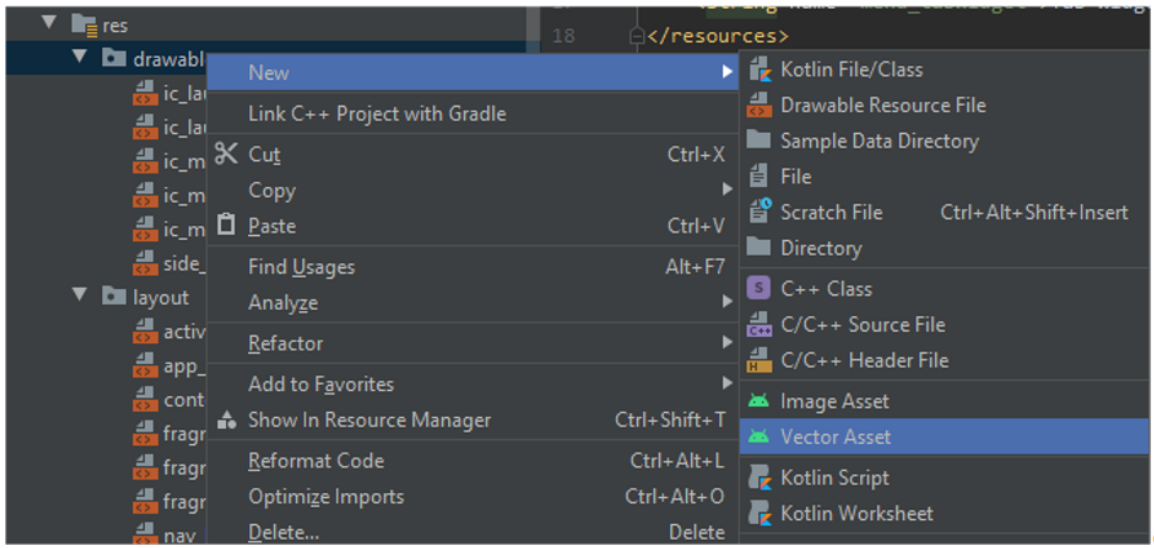 res
18 </resources>
drawabl
ic_la
ic_la
ic_m
ic_m
ic_m
side_
layout
activ
app_
cont
fragr
fragr
fragr
nav
New
Link C++ Project with Gradle
Cut Ctrl+X
Copy
Paste Ctrl+V
Find Usages Alt+F7
Analyze
Refactor
Add to Favorites
Show In Resource Manager Ctrl+Shift+T
Reformat Code Ctrl+Alt+L
Optimize Imports Ctrl+Alt+O
Delete... Delete
Kotlin File/Class
Drawable Resource File
Sample Data Directory
File
Scratch File Ctrl+Alt+Shift+Insert
Directory
C++ Class
C/C++ Source File
C/C++ Header File
Image Asset
Vector Asset
Kotlin Script
Kotlin Worksheet